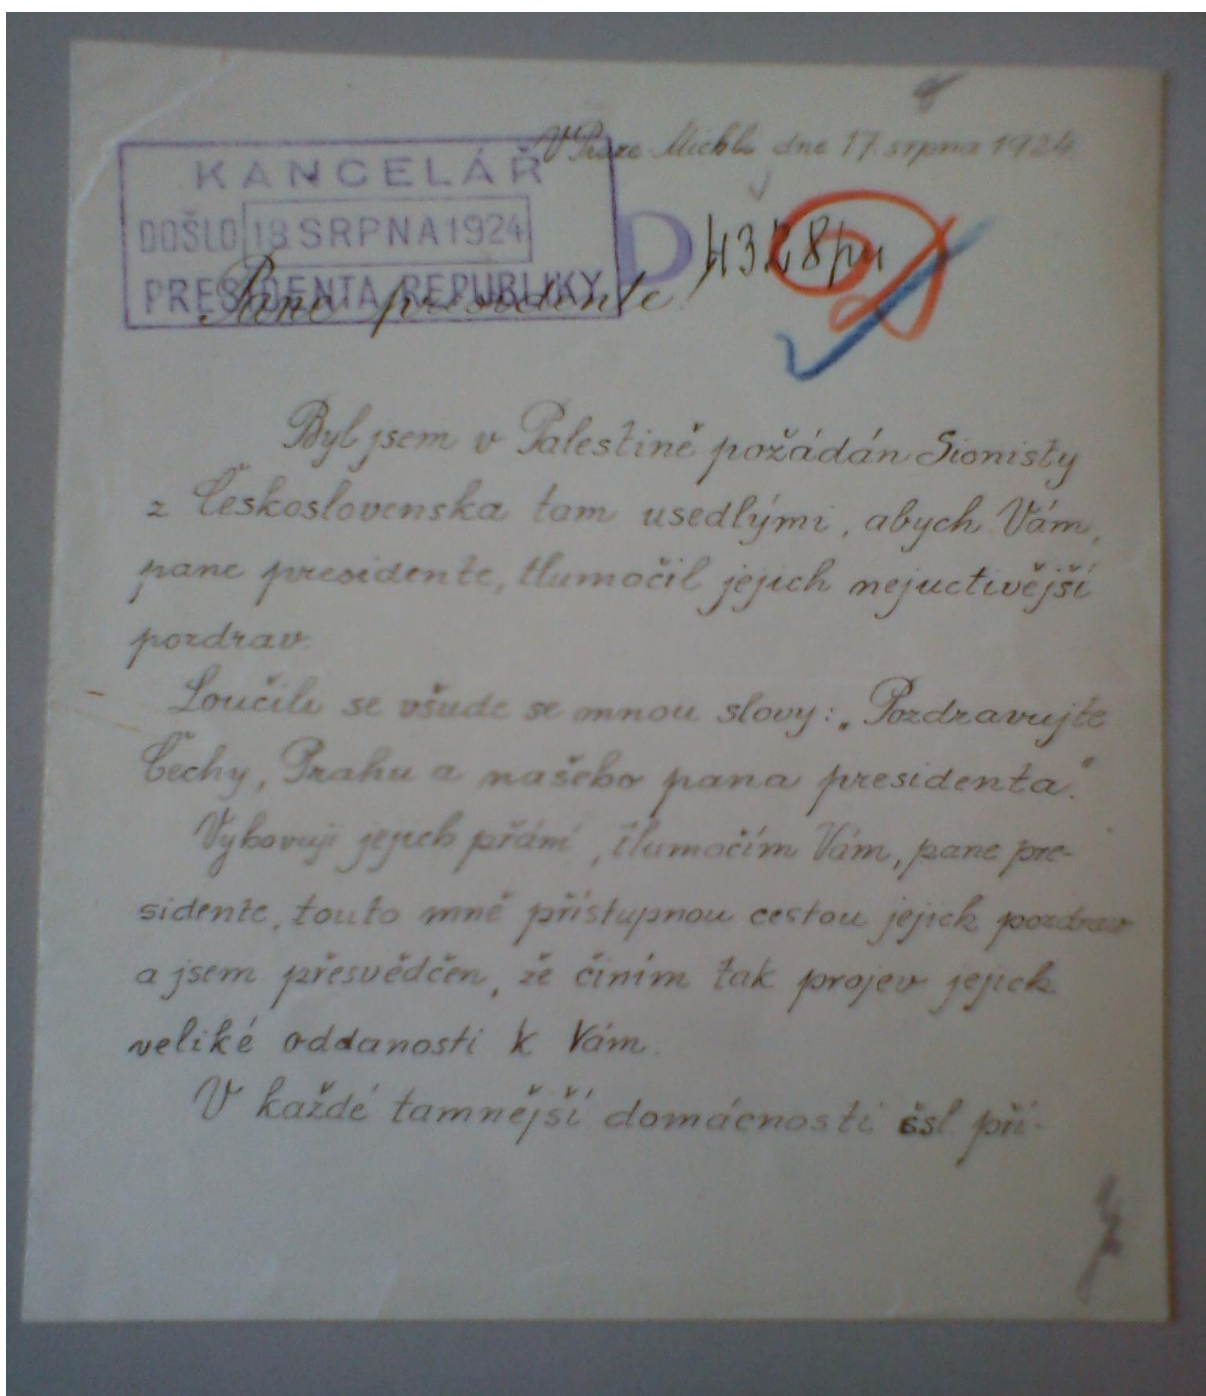 V Praze Michle dne 17. srpna 1924.
KANCELÁŘ
DOŠLO 18 SRPNA 1924
PRESIDENTA REPUBLIKY
D 4328
Pane presidente!
Byl jsem v Palestině požádán Sionisty
z Československa tam usedlými, abych Vám,
pane presidente, tlumočil jejich nejuctivější
pozdrav.
Loučili se všude se mnou slovy: „Pozdravujte
Čechy, Prahu a našeho pana presidenta."
Vyhovuji jejich přání, tlumočím Vám, pane pre-
sidente, touto mně přístupnou cestou jejich pozdrav
a jsem přesvědčen, že činím tak projev jejich
veliké oddanosti k Vám.
V každé tamnější domácnosti čsl. pří-